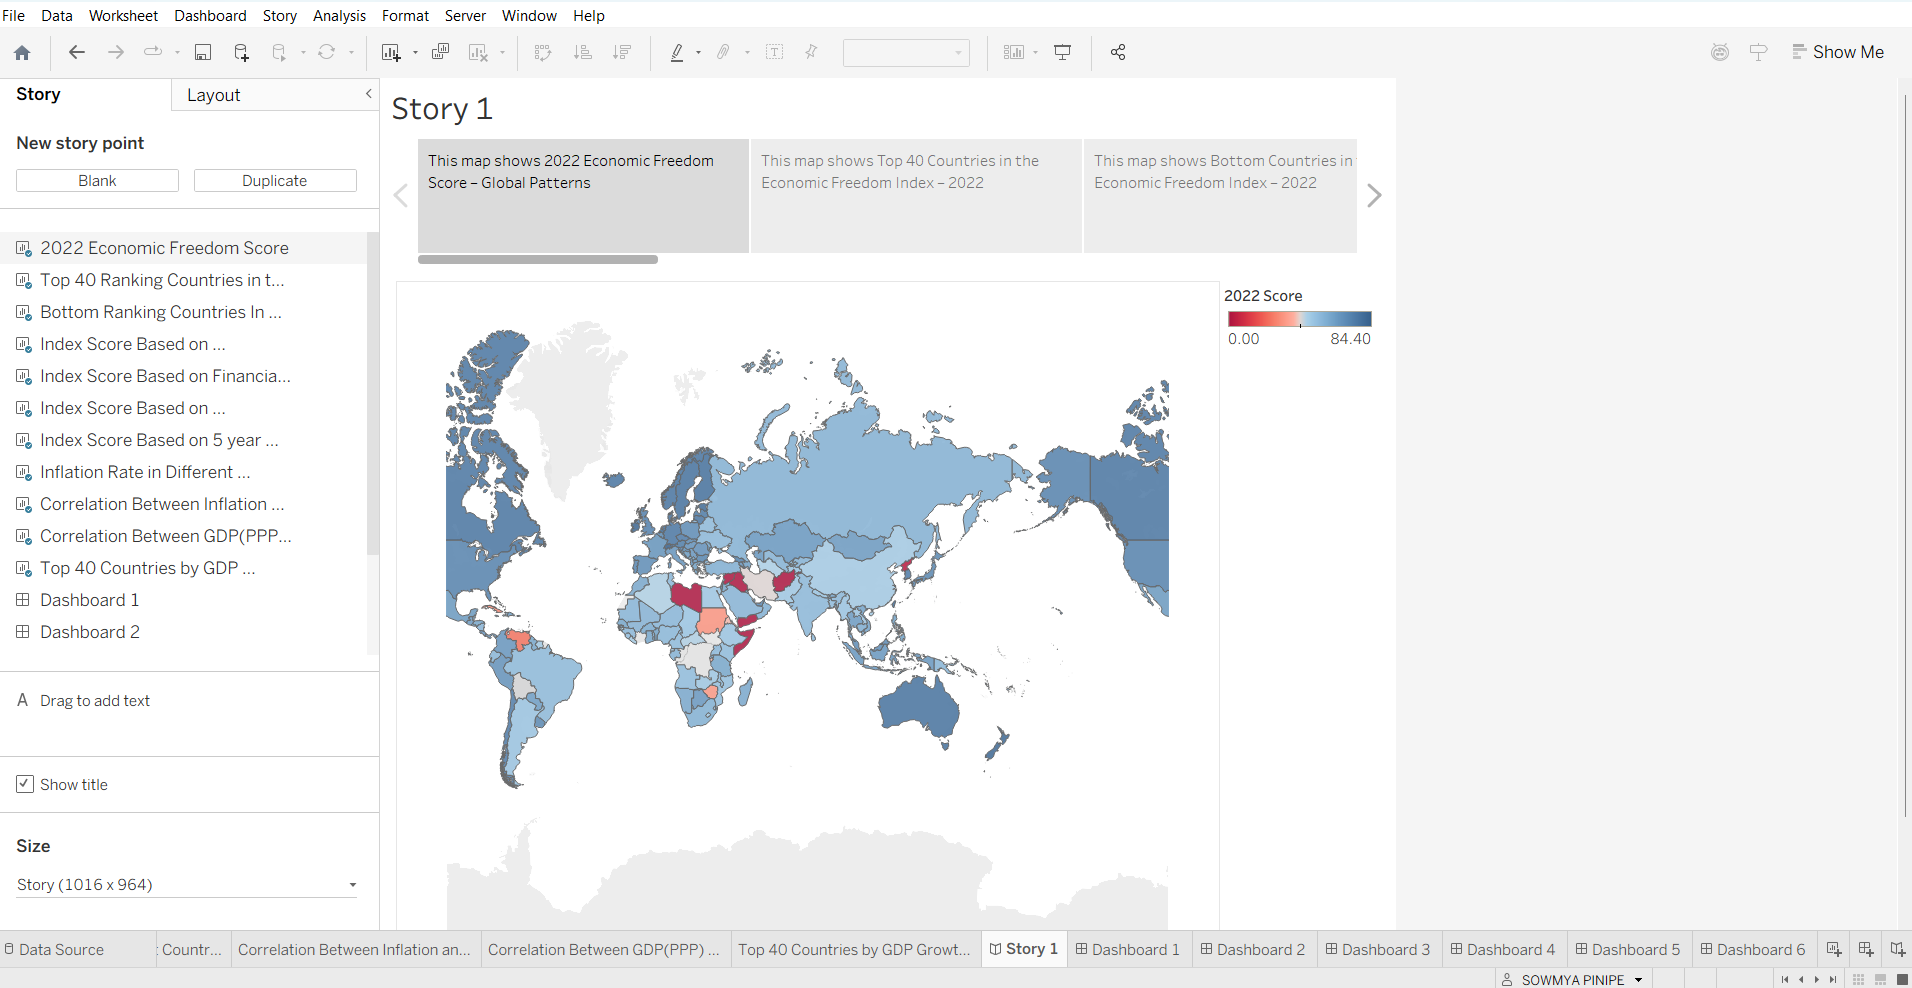 File Data Worksheet Dashboard Story Analysis Format Server Window Help
Show Me
Story Layout
New story point
Blank Duplicate
2022 Economic Freedom Score
Top 40 Ranking Countries in t...
Bottom Ranking Countries In ...
Index Score Based on ...
Index Score Based on Financia...
Index Score Based on ...
Index Score Based on 5 year ...
Inflation Rate in Different ...
Correlation Between Inflation ...
Correlation Between GDP(PPP...
Top 40 Countries by GDP ...
Dashboard 1
Dashboard 2
A Drag to add text
Show title
Size
Story (1016 x 964)
Story 1
This map shows 2022 Economic Freedom
Score – Global Patterns
This map shows Top 40 Countries in the
Economic Freedom Index – 2022
This map shows Bottom Countries in
Economic Freedom Index – 2022
2022 Score
0.00 84.40
Data Source Countr... Correlation Between Inflation an... Correlation Between GDP(PPP) ... Top 40 Countries by GDP Growt... Story 1 Dashboard 1 Dashboard 2 Dashboard 3 Dashboard 4 Dashboard 5 Dashboard 6
SOWMYA PINIPE